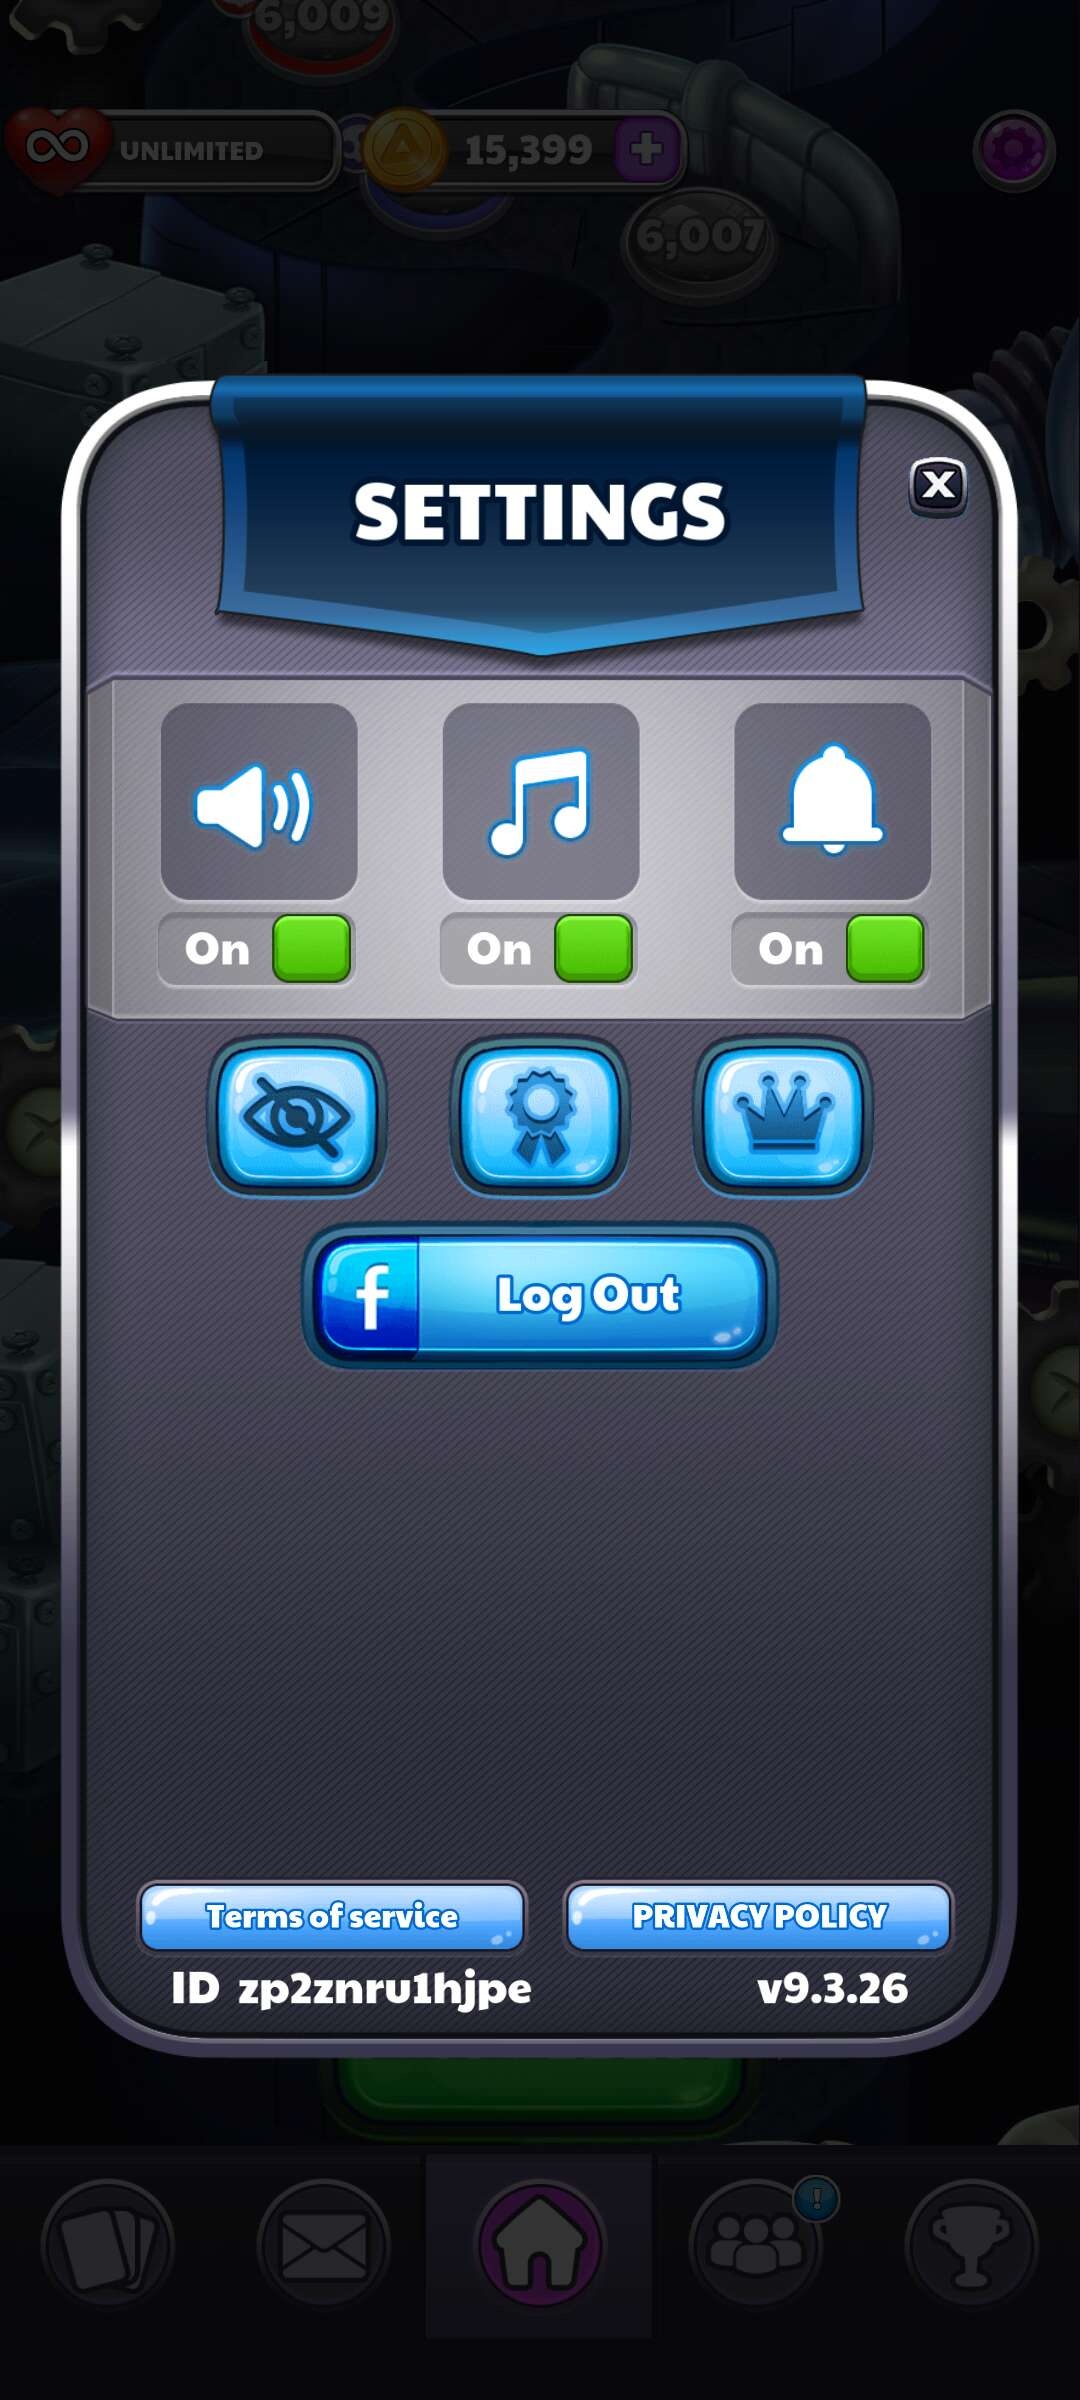 6,009
UNLIMITED
15,399
6,007
SETTINGS
On
On
On
f
Log Out
Terms of service
PRIVACY POLICY
ID zp2znru1hjpe
v9.3.26
!